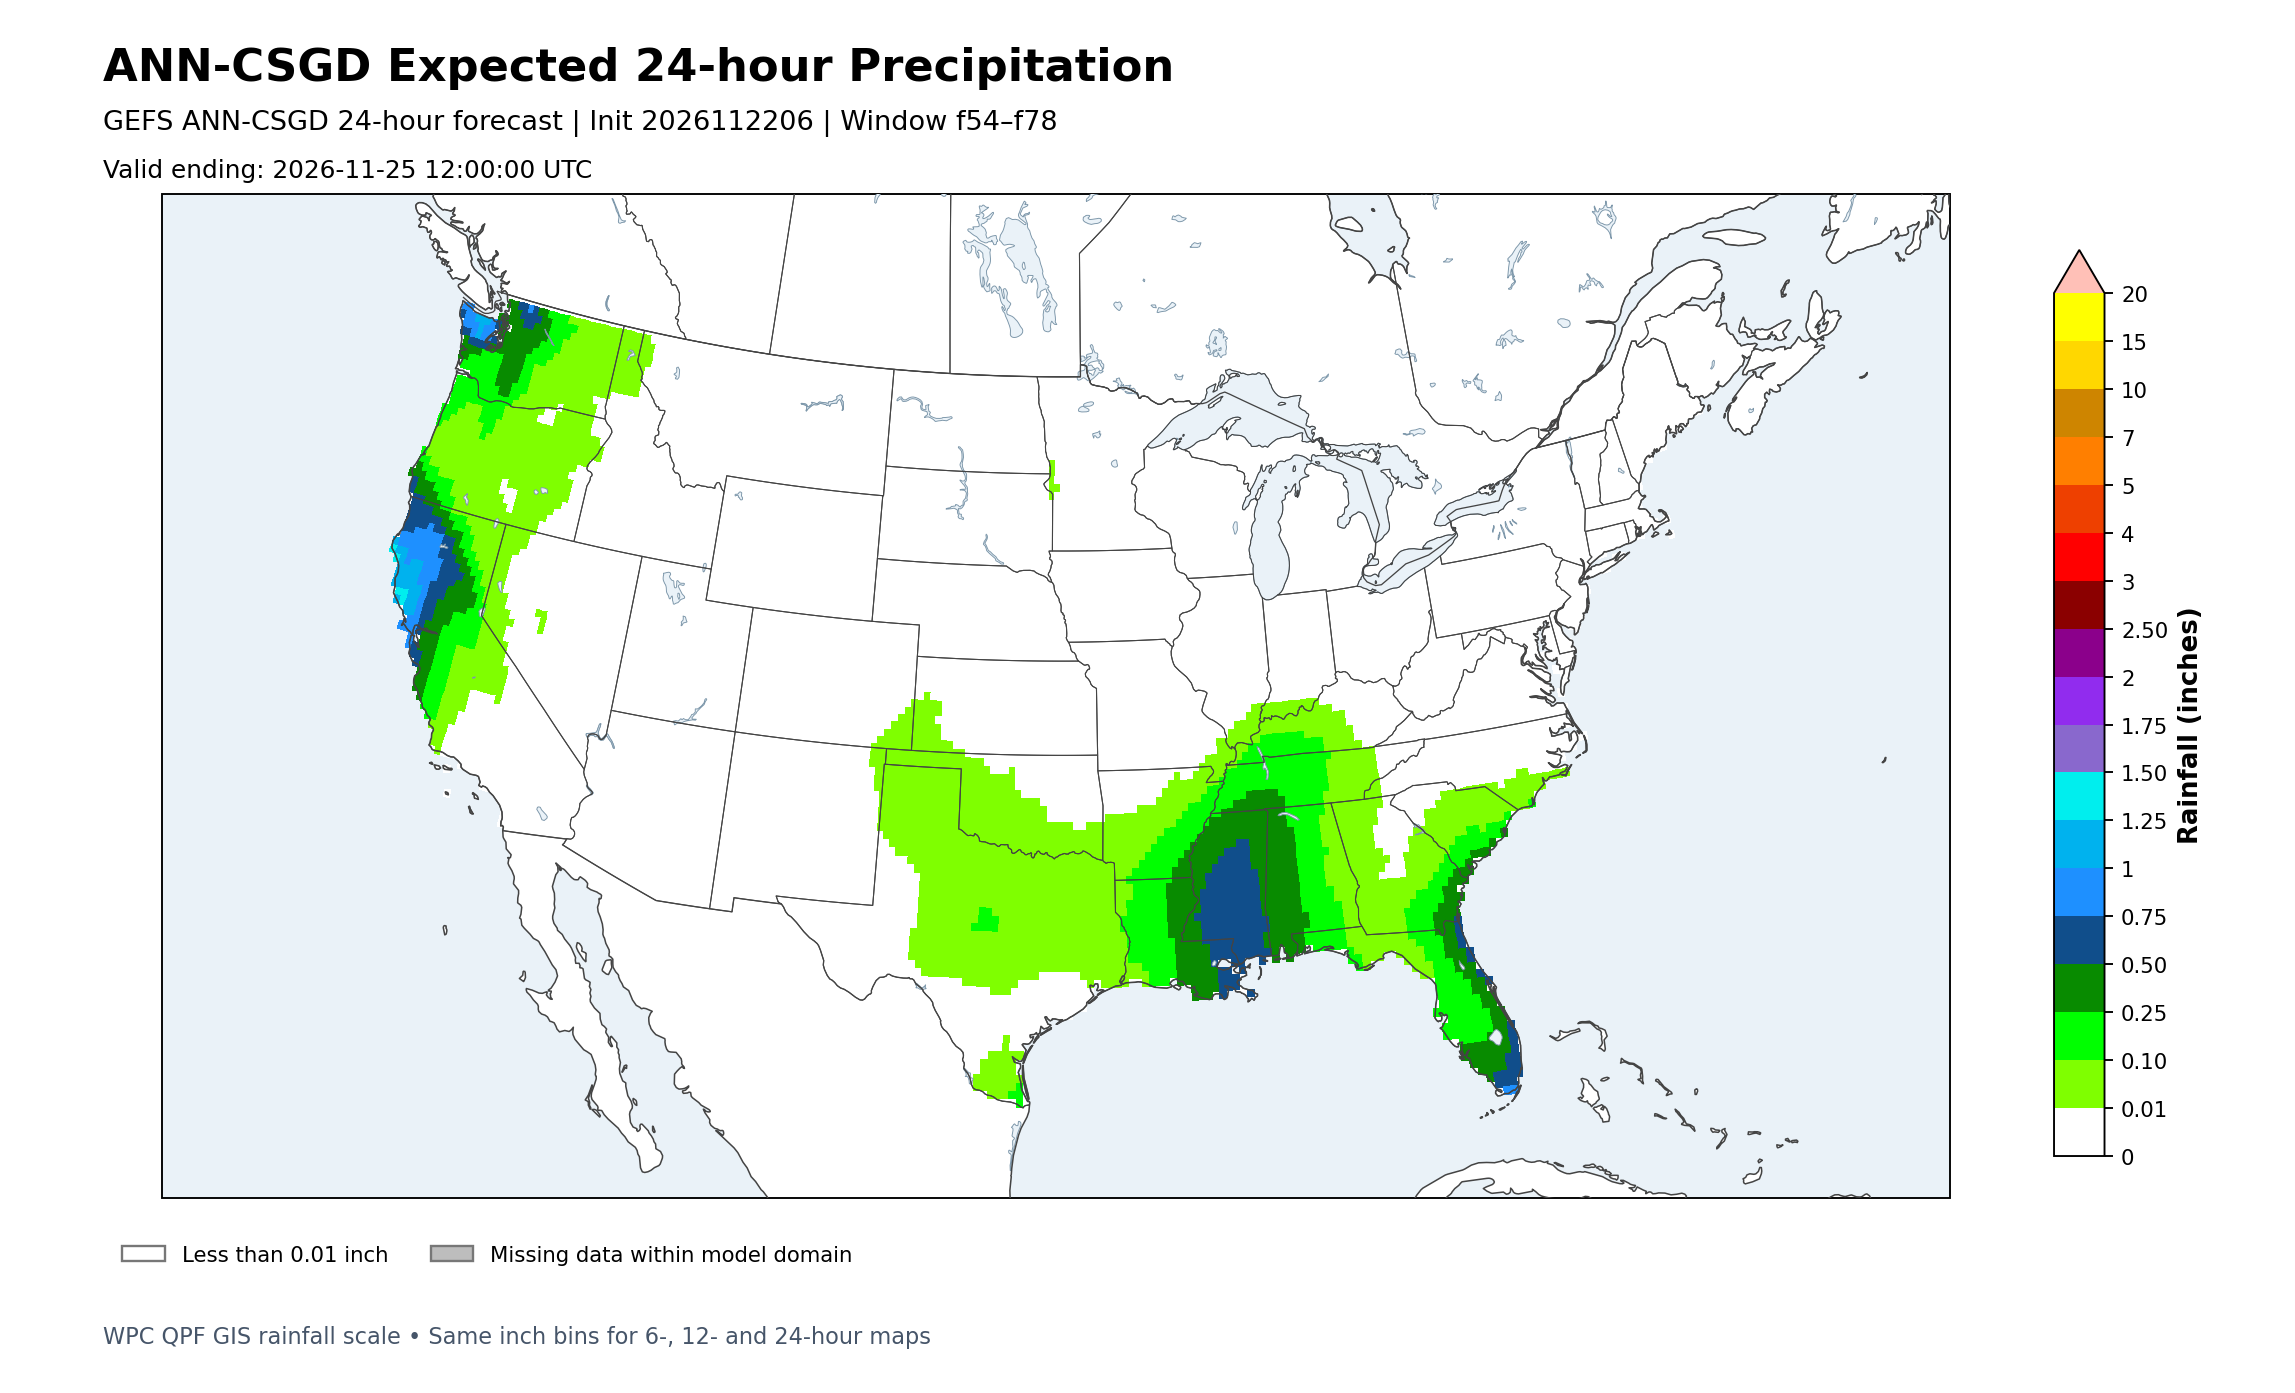 ANN-CSGD Expected 24-hour Precipitation
GEFS ANN-CSGD 24-hour forecast | Init 2026112206 | Window f54–f78
Valid ending: 2026-11-25 12:00:00 UTC
20
15
10
7
5
4
3
2.50
2
1.75
1.50
1.25
1
0.75
0.50
0.25
0.10
0.01
0
Rainfall (inches)
Less than 0.01 inch
Missing data within model domain
WPC QPF GIS rainfall scale • Same inch bins for 6-, 12- and 24-hour maps